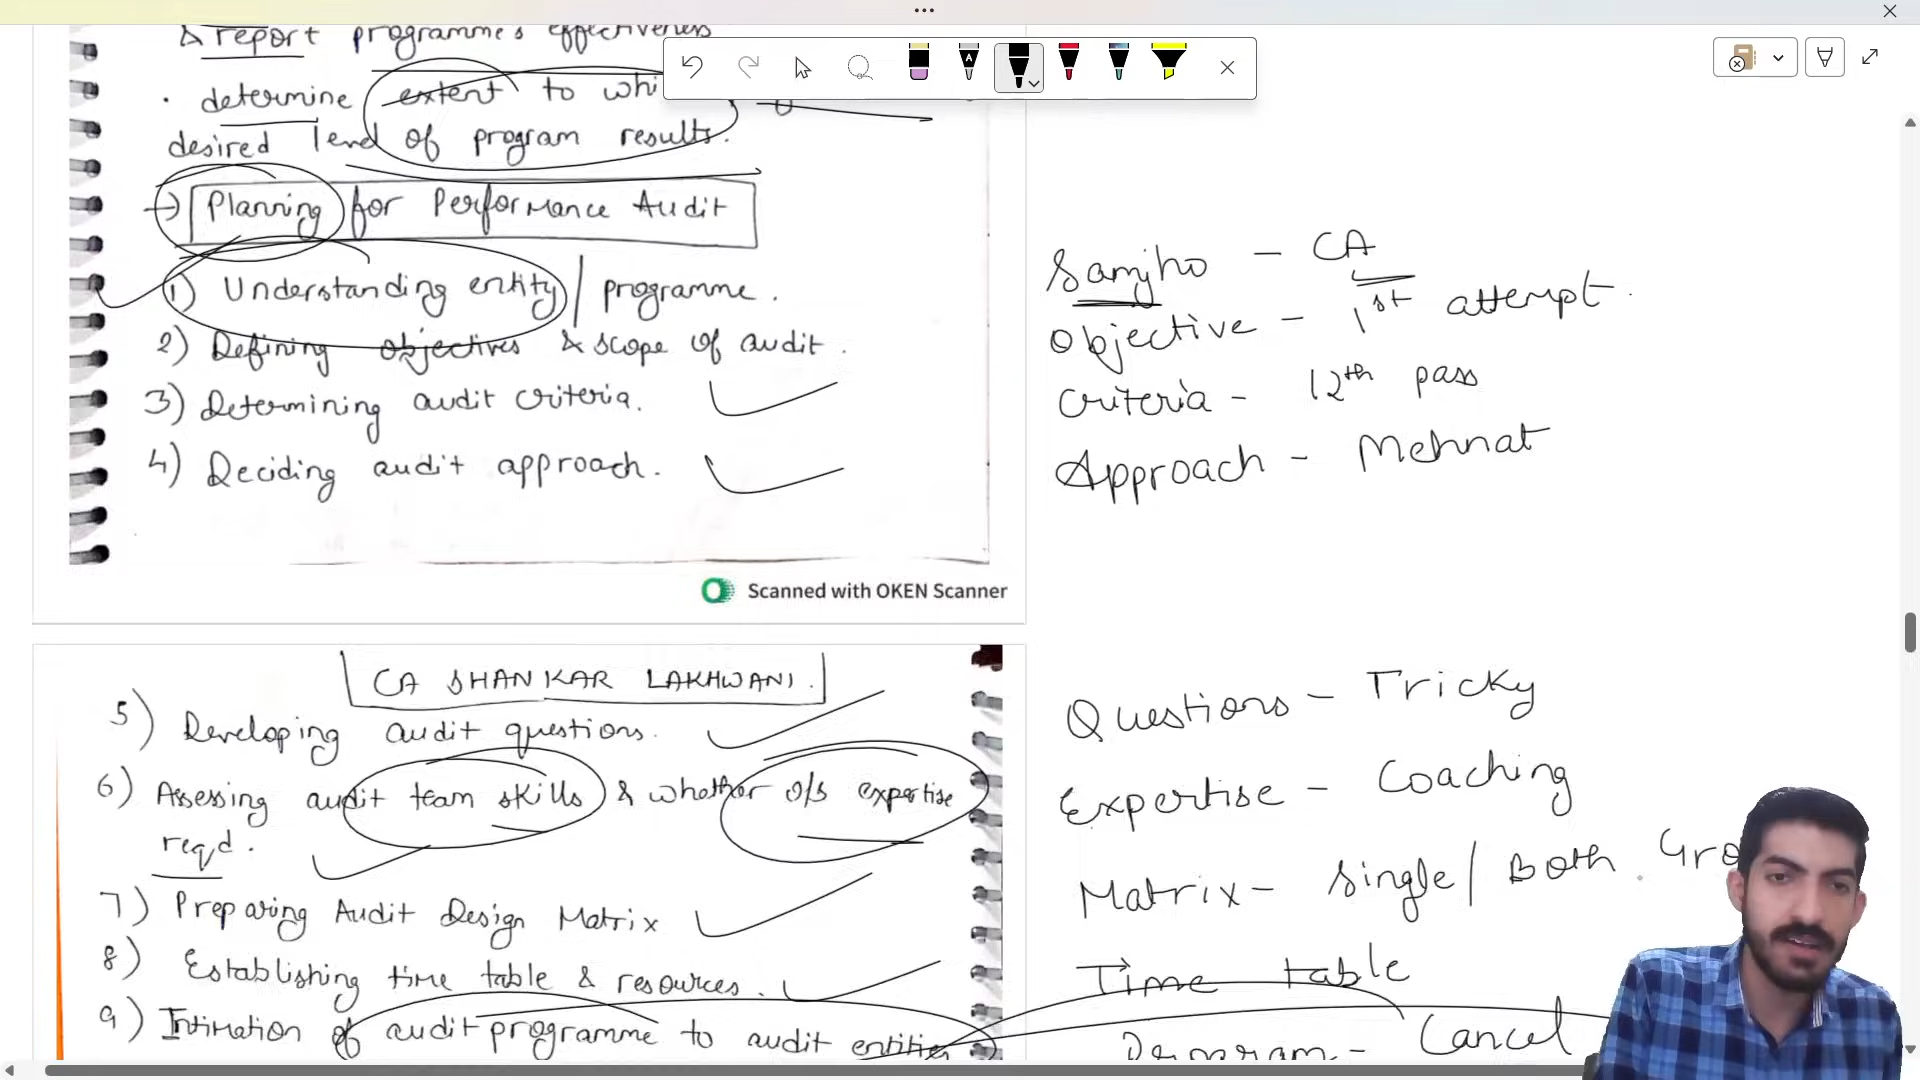 & report programme's effectiveness
. determine extent to whi
desired level of program results.
→ Planning for Performance Audit
1) Understanding entity / programme.
2) Defining objectives & scope of audit.
3) Determining audit criteria.
4) Deciding audit approach.
Scanned with OKEN Scanner
Samjho - CA
Objective - 1st attempt.
Criteria - 12th pass
Approach - Mehnat
CA SHANKAR LAKHWANI.
5) Developing audit questions.
6) Assessing audit team skills & whether o/s expertise
reqd.
7) Preparing Audit Design Matrix
8) Establishing time table & resources.
9) Intimation of audit programme to audit entities
Questions - Tricky
Expertise - Coaching
Matrix - Single / Both Gro
Time table
Program - Cancel